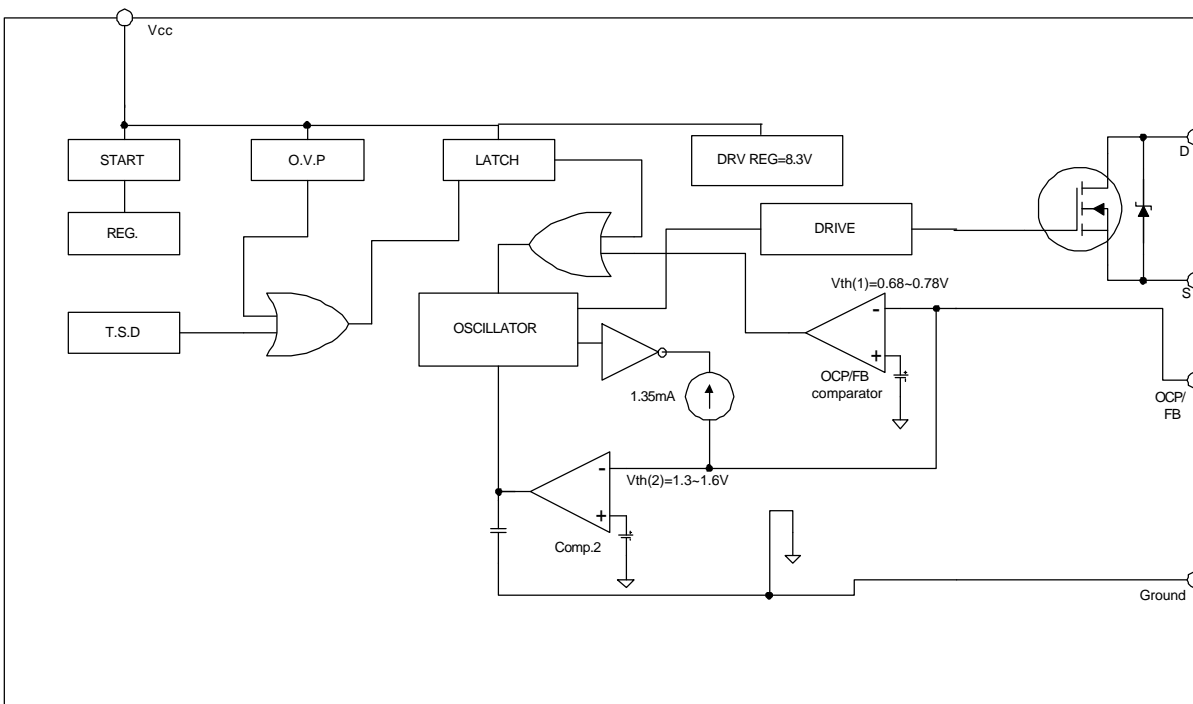 Vcc
START
O.V.P
LATCH
DRV REG=8.3V
D
REG.
DRIVE
S
Vth(1)=0.68~0.78V
T.S.D
OSCILLATOR
-
+
1.35mA
OCP/FB
comparator
OCP/
FB
-
Vth(2)=1.3~1.6V
+
Comp.2
Ground